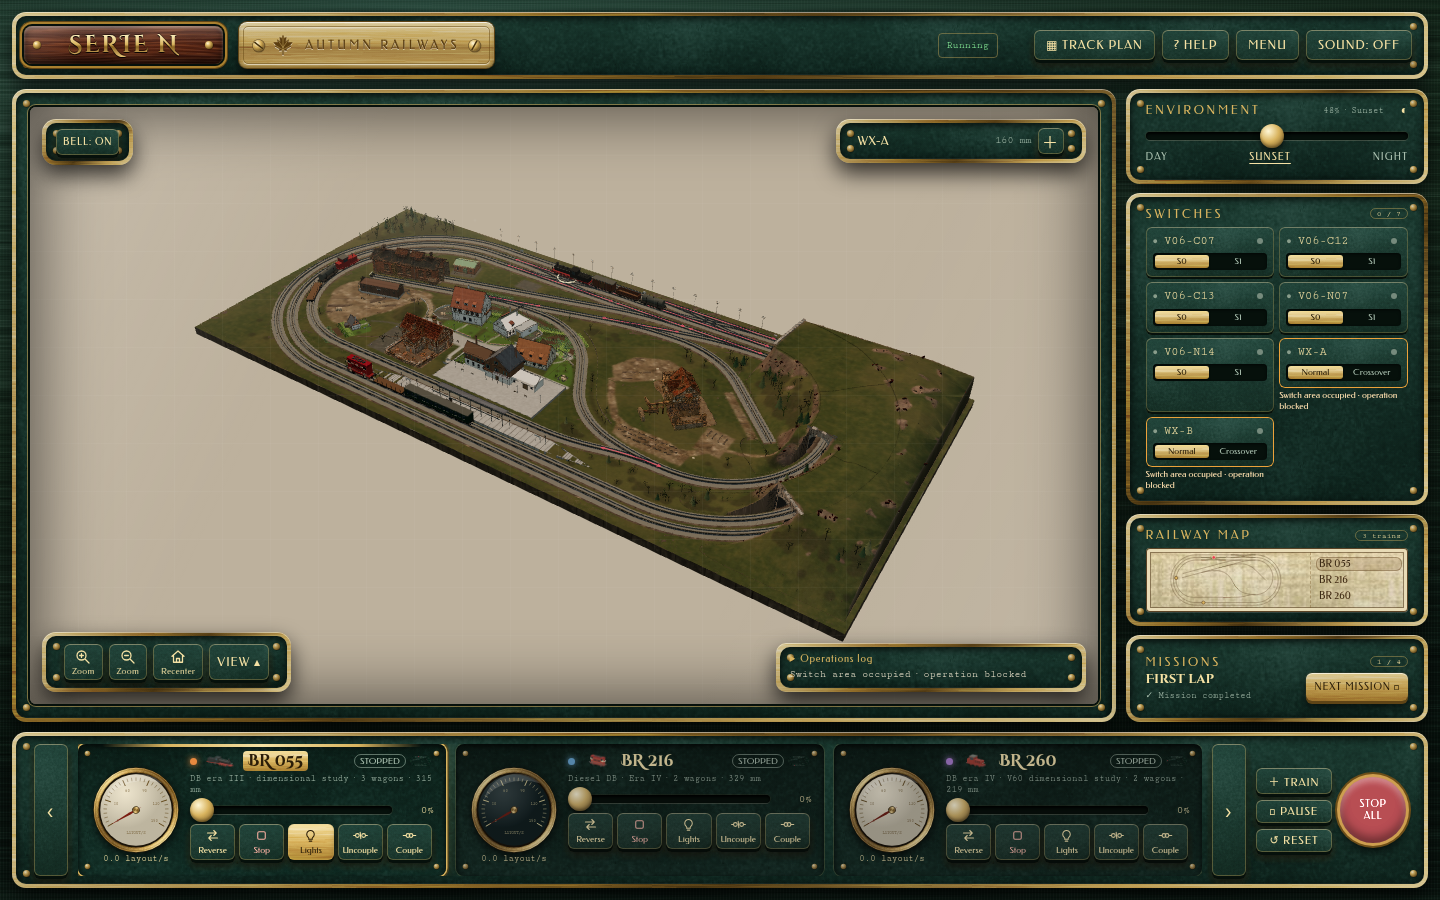 SERIE N
AUTUMN RAILWAYS
Running
TRACK PLAN
? HELP
MENU
SOUND: OFF
BELL: ON
WX-A
160 mm
ENVIRONMENT
48% · Sunset
DAY
SUNSET
NIGHT
SWITCHES
0 / 7
V06-C07
S0 S1
V06-C12
S0 S1
V06-C13
S0 S1
V06-N07
S0 S1
V06-N14
S0 S1
WX-A
Normal Crossover
Switch area occupied · operation
blocked
WX-B
Normal Crossover
Switch area occupied · operation
blocked
RAILWAY MAP
3 trains
BR 055
BR 216
BR 260
MISSIONS
1 / 4
FIRST LAP
✓ Mission completed
NEXT MISSION
Zoom
Zoom
Recenter
VIEW ▴
Operations log
Switch area occupied · operation blocked
BR 055
STOPPED
DB era III · dimensional study · 3 wagons · 315
mm
0%
Reverse
Stop
Lights
Uncouple
Couple
0.0 layout/s
BR 216
STOPPED
Diesel DB · Era IV · 2 wagons · 329 mm
0%
Reverse
Stop
Lights
Uncouple
Couple
0.0 layout/s
BR 260
STOPPED
DB era IV · V60 dimensional study · 2 wagons ·
219 mm
0%
Reverse
Stop
Lights
Uncouple
Couple
0.0 layout/s
+ TRAIN
PAUSE
↺ RESET
STOP
ALL